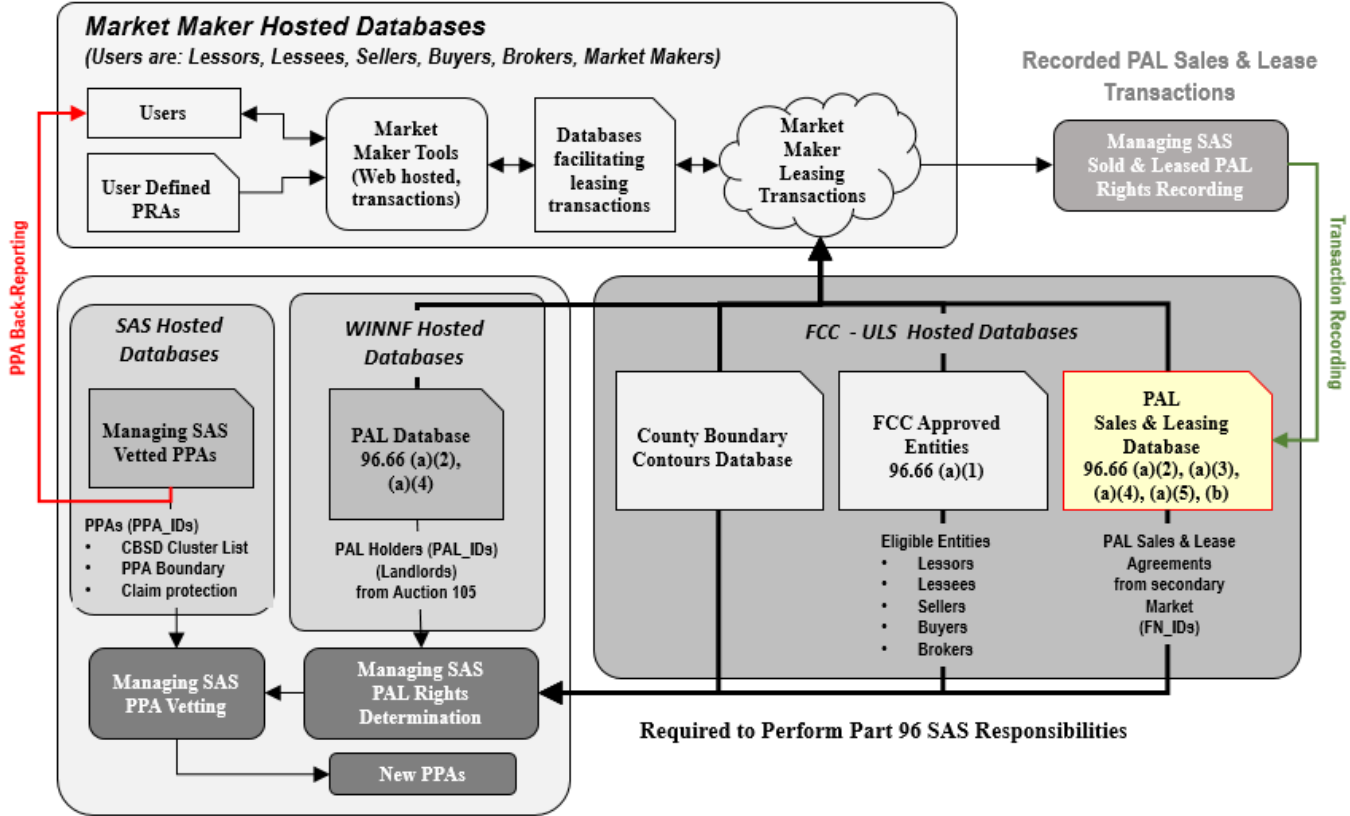 Market Maker Hosted Databases
(Users are: Lessors, Lessees, Sellers, Buyers, Brokers, Market Makers)
Users
User Defined
PRAs
Market
Maker Tools
(Web hosted,
transactions)
Databases
facilitating
leasing
transactions
Market
Maker
Leasing
Transactions
Recorded PAL Sales & Lease
Transactions
Managing SAS
Sold & Leased PAL
Rights Recording
PPA Back-Reporting
Transaction Recording
SAS Hosted
Databases
Managing SAS
Vetted PPAs
PPAs (PPA_IDs)
• CBSD Cluster List
• PPA Boundary
• Claim protection
WINNF Hosted
Databases
PAL Database
96.66 (a)(2),
(a)(4)
PAL Holders (PAL_IDs)
(Landlords)
from Auction 105
FCC - ULS Hosted Databases
County Boundary
Contours Database
FCC Approved
Entities
96.66 (a)(1)
Eligible Entities
• Lessors
• Lessees
• Sellers
• Buyers
• Brokers
PAL
Sales & Leasing
Database
96.66 (a)(2), (a)(3),
(a)(4), (a)(5), (b)
PAL Sales & Lease
Agreements
from secondary
Market
(FN_IDs)
Managing SAS
PPA Vetting
Managing SAS
PAL Rights
Determination
New PPAs
Required to Perform Part 96 SAS Responsibilities